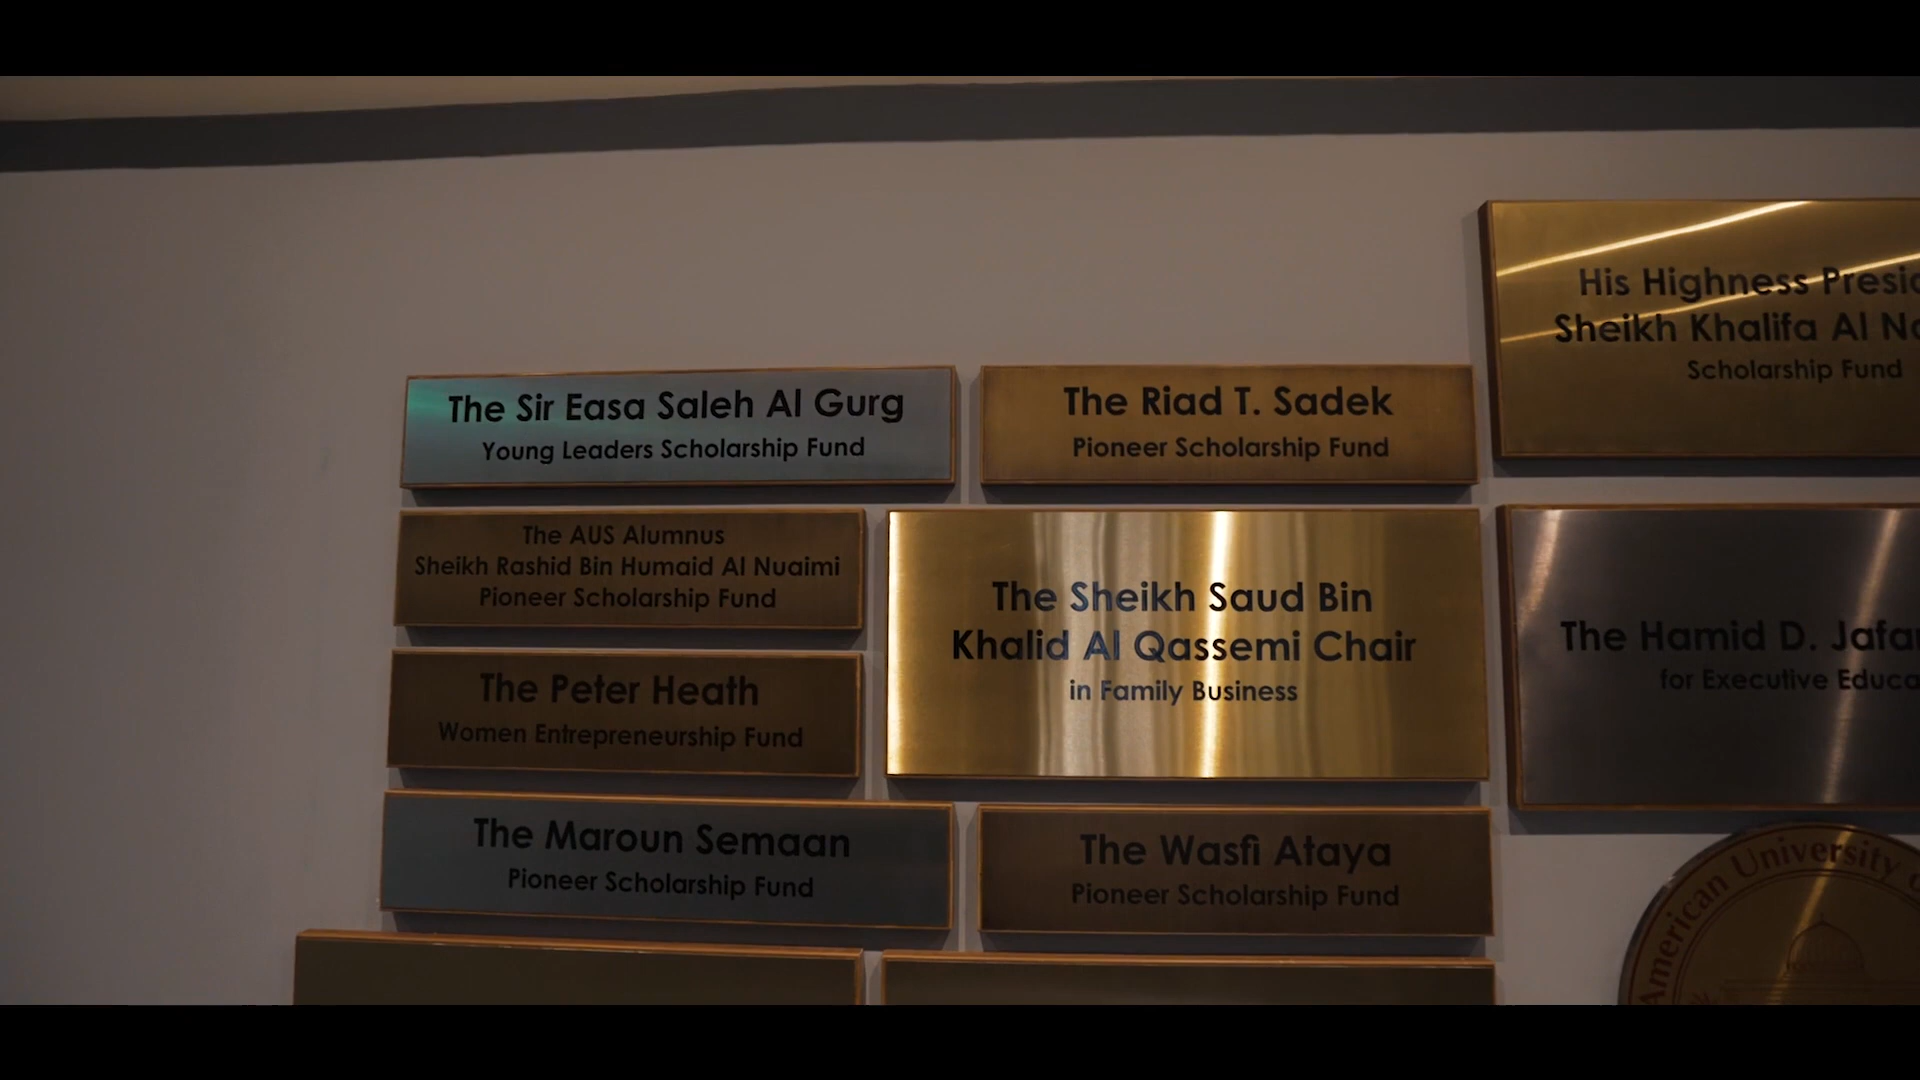 The Sir Easa Saleh Al Gurg
Young Leaders Scholarship Fund
The Riad T. Sadek
Pioneer Scholarship Fund
His Highness
Sheikh Khalifa Al
Scholarship Fund
The AUS Alumnus
Sheikh Rashid Bin Humaid Al Nuaimi
Pioneer Scholarship Fund
The Sheikh Saud Bin
Khalid Al Qassemi Chair
in Family Business
The Hamid D.
for Executive
The Peter Heath
Women Entrepreneurship Fund
The Maroun Semaan
Pioneer Scholarship Fund
The Wasfi Ataya
Pioneer Scholarship Fund
American University